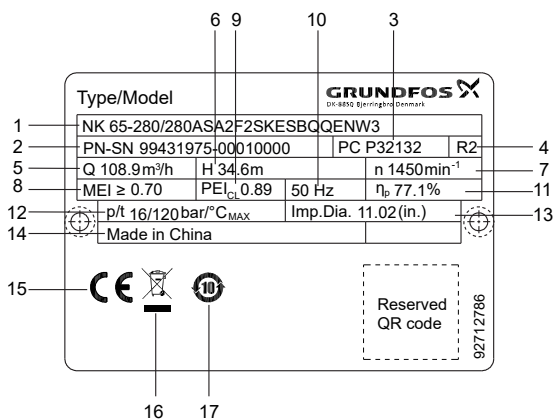 6 9 10 3
Type/Model
GRUNDFOS
DK-8850 Bjerringbro Denmark
1 NK 65-280/280ASA2F2SKESBQQENW3
2 PN-SN 99431975-00010000 PC P32132 R2 4
5 Q 108.9m³/h H 34.6m n 1450min⁻¹ 7
8 MEI ≥ 0.70 PEICL 0.89 50 Hz ηp 77.1% 11
12 p/t 16/120bar/°CMAX Imp.Dia. 11.02(in.) 13
14 Made in China
15 CE 10
Reserved
QR code
92712786
16 17